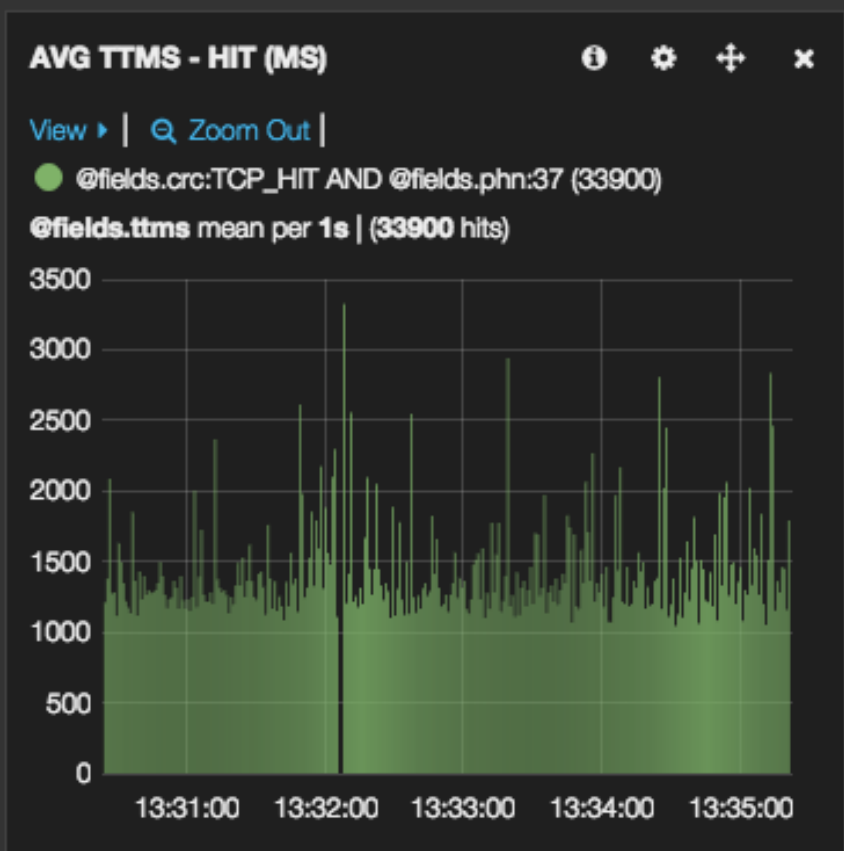 AVG TTMS - HIT (MS)
View | Zoom Out |
@fields.crc:TCP_HIT AND @fields.phn:37 (33900)
@fields.ttms mean per 1s | (33900 hits)
3500
3000
2500
2000
1500
1000
500
0
13:31:00 13:32:00 13:33:00 13:34:00 13:35:00